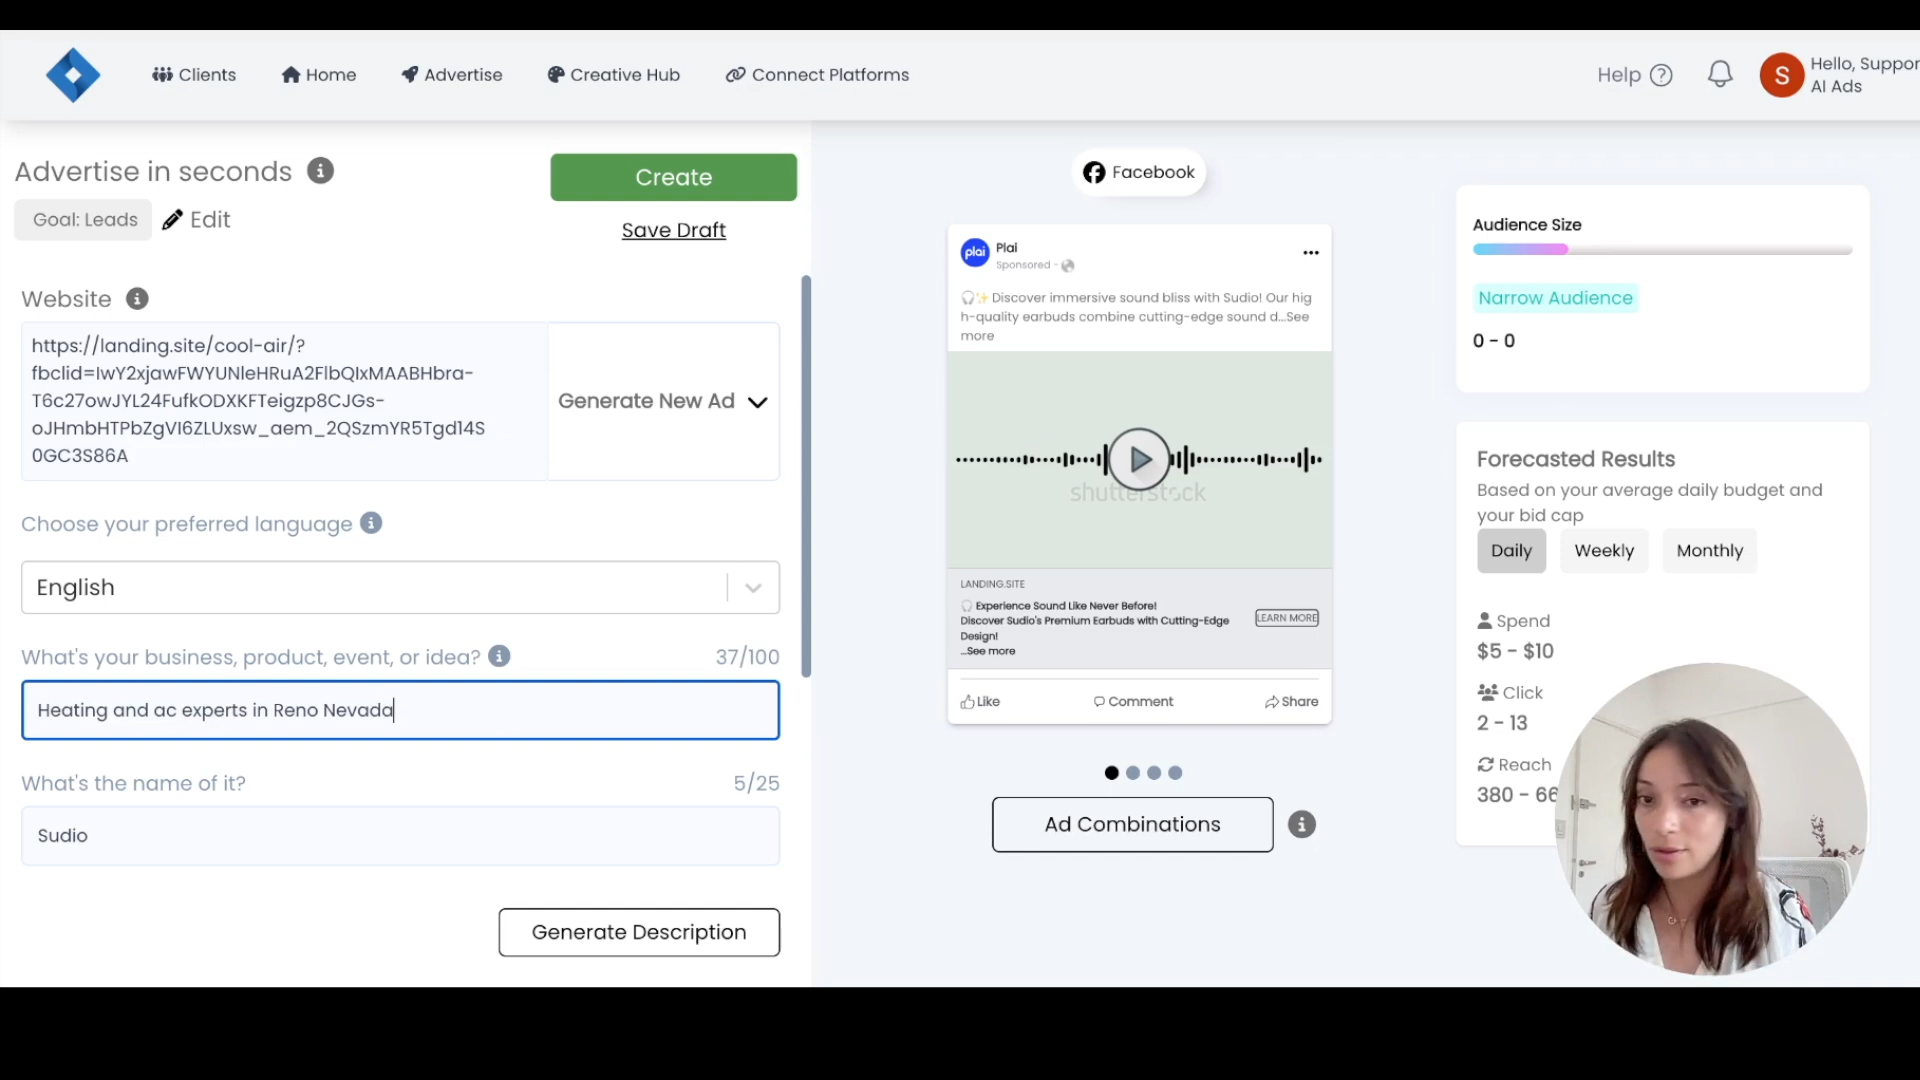 Clients
Home
Advertise
Creative Hub
Connect Platforms
Help ?
S
Hello, Suppor
AI Ads
Advertise in seconds
Create
Goal: Leads
Edit
Save Draft
Website
https://landing.site/cool-air/?
fbclid=IwY2xjawFWYUNleHRuA2FlbQIxMAABHbra-
T6c27owJYL24FufkODXKFTeigzp8CJGs-
oJHmbHTPbZgVI6ZLUxsw_aem_2QSzmYR5Tgd14S
0GC3S86A
Generate New Ad
Choose your preferred language
English
What's your business, product, event, or idea?
37/100
Heating and ac experts in Reno Nevada
What's the name of it?
5/25
Sudio
Generate Description
Facebook
plai
Plai
Sponsored -
Discover immersive sound bliss with Sudio! Our hig
h-quality earbuds combine cutting-edge sound d...See
more
shutterstock
LANDING.SITE
Experience Sound Like Never Before!
Discover Sudio's Premium Earbuds with Cutting-Edge
Design!
...See more
LEARN MORE
Like
Comment
Share
Ad Combinations
Audience Size
Narrow Audience
0 - 0
Forecasted Results
Based on your average daily budget and
your bid cap
Daily
Weekly
Monthly
Spend
$5 - $10
Click
2 - 13
Reach
380 - 66